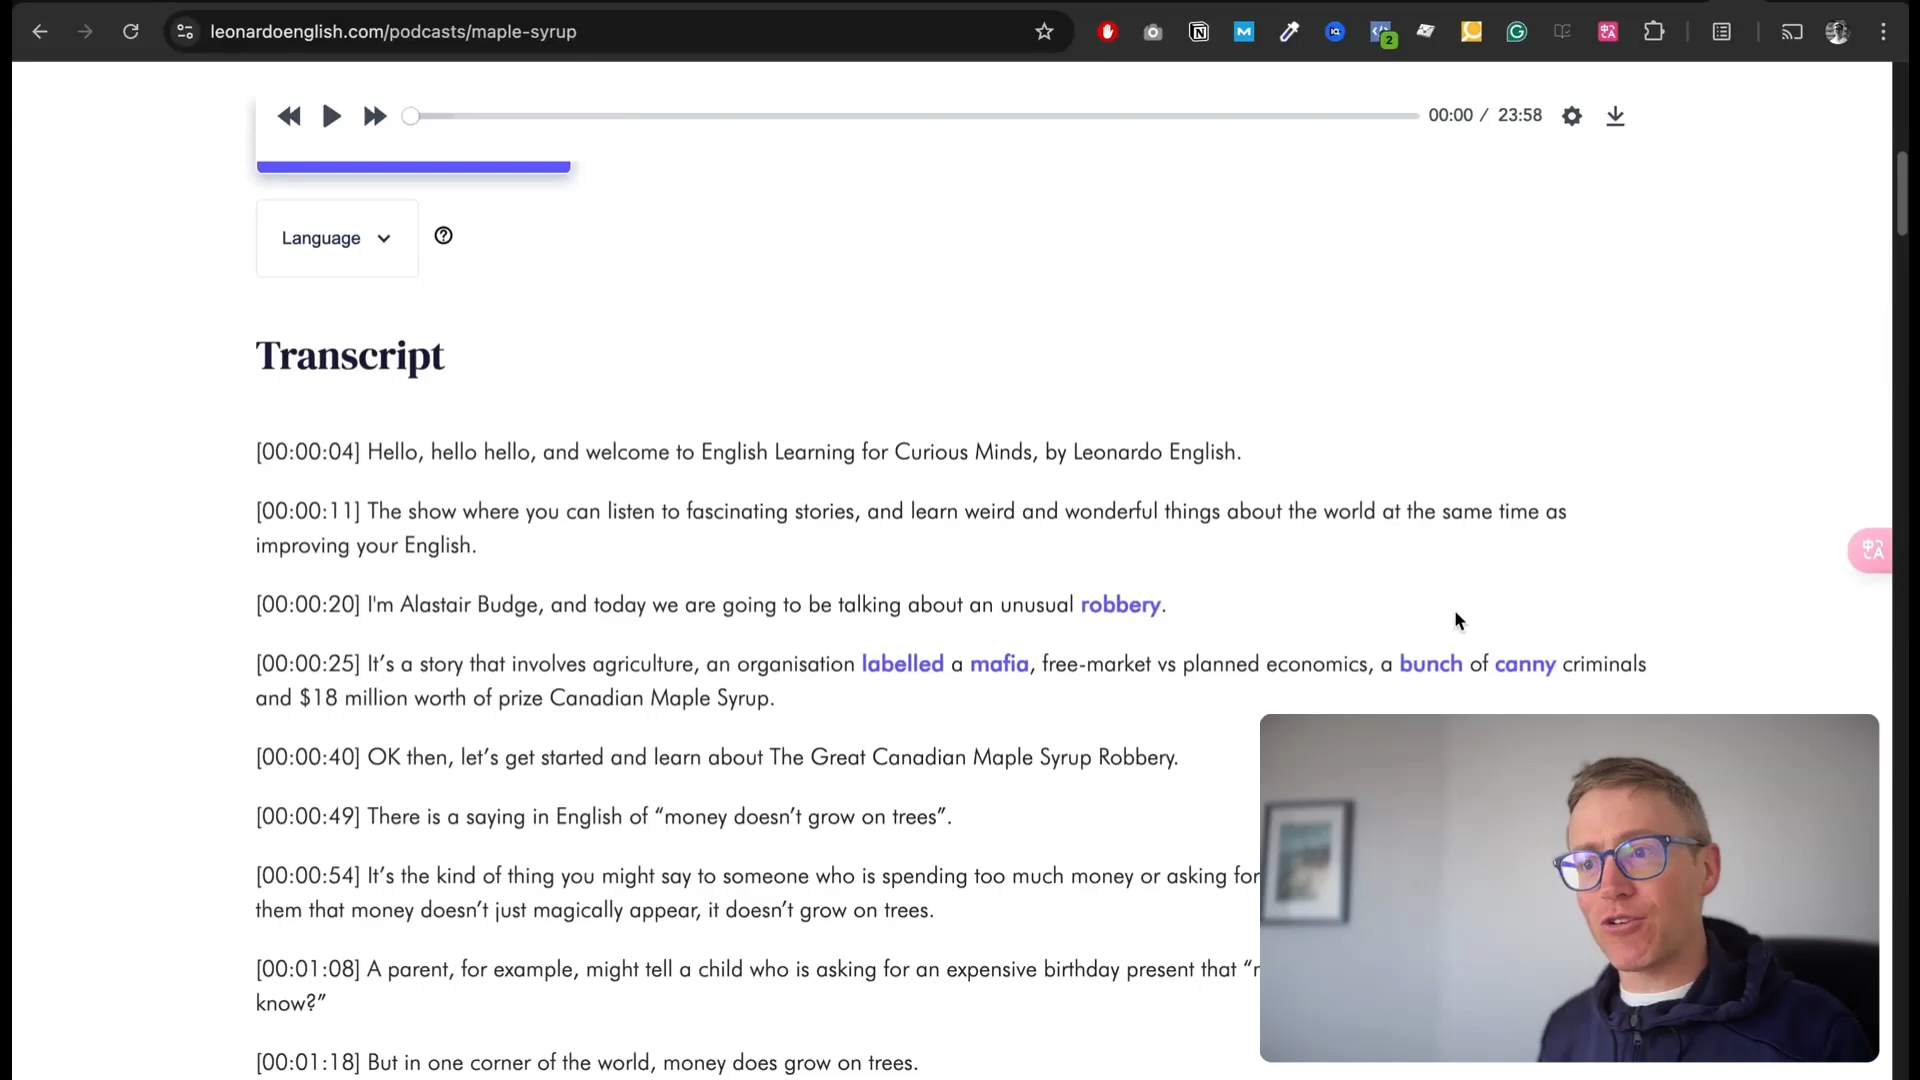 leonardoenglish.com/podcasts/maple-syrup
2
00:00 / 23:58
Language
Transcript
[00:00:04] Hello, hello hello, and welcome to English Learning for Curious Minds, by Leonardo English.
[00:00:11] The show where you can listen to fascinating stories, and learn weird and wonderful things about the world at the same time as
improving your English.
[00:00:20] I'm Alastair Budge, and today we are going to be talking about an unusual robbery.
[00:00:25] It’s a story that involves agriculture, an organisation labelled a mafia, free-market vs planned economics, a bunch of canny criminals
and $18 million worth of prize Canadian Maple Syrup.
[00:00:40] OK then, let’s get started and learn about The Great Canadian Maple Syrup Robbery.
[00:00:49] There is a saying in English of “money doesn’t grow on trees”.
[00:00:54] It’s the kind of thing you might say to someone who is spending too much money or asking for
them that money doesn’t just magically appear, it doesn’t grow on trees.
[00:01:08] A parent, for example, might tell a child who is asking for an expensive birthday present that “
know?”
[00:01:18] But in one corner of the world, money does grow on trees.